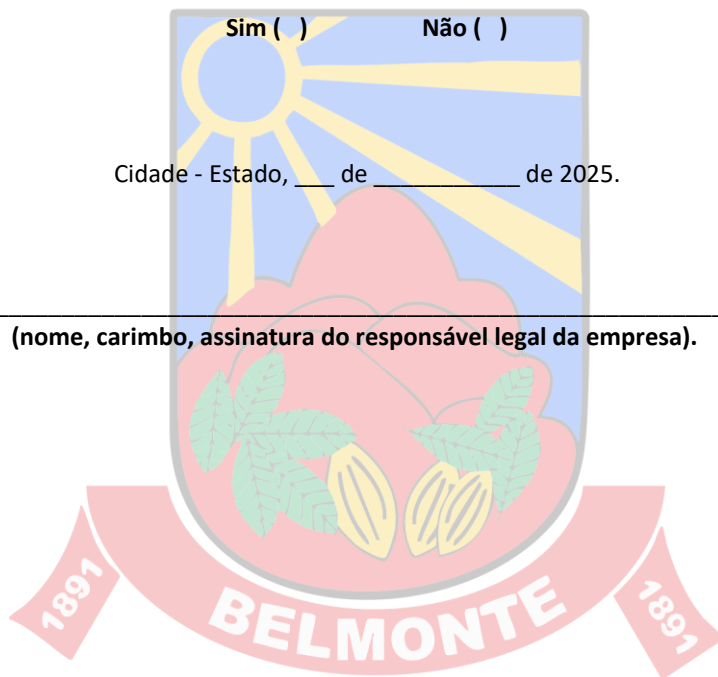 Sim (  ) Não (  )
Cidade - Estado, ___ de ___________ de 2025.
(nome, carimbo, assinatura do responsável legal da empresa).
1891 BELMONTE 1891